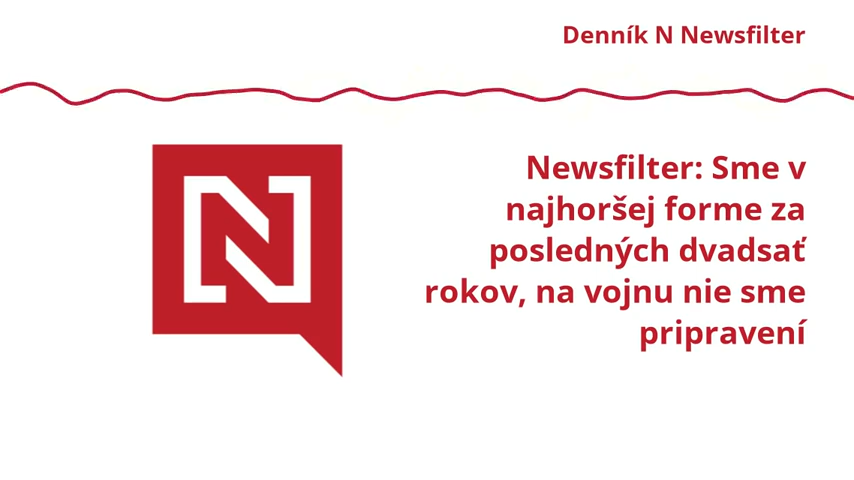 Denník N Newsfilter
Newsfilter: Sme v
najhoršej forme za
posledných dvadsať
rokov, na vojnu nie sme
pripravení